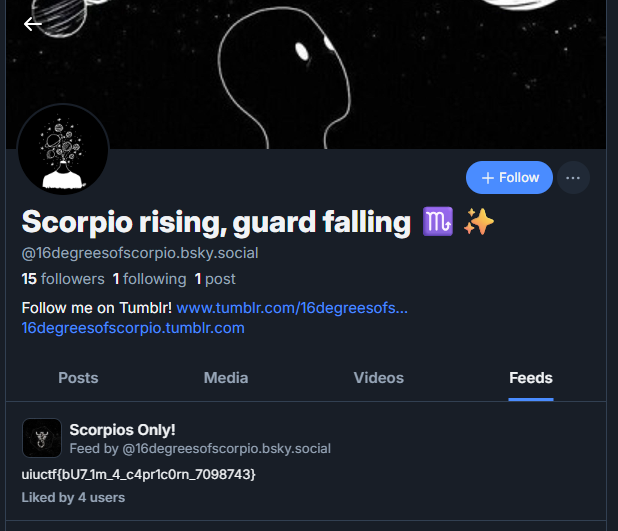 + Follow
Scorpio rising, guard falling ♏ ✨
@16degreesofscorpio.bsky.social
15 followers 1 following 1 post
Follow me on Tumblr! www.tumblr.com/16degreesofs...
16degreesofscorpio.tumblr.com
Posts Media Videos Feeds
Scorpios Only!
Feed by @16degreesofscorpio.bsky.social
uiuctf{bU7_1m_4_c4pr1c0rn_7098743}
Liked by 4 users